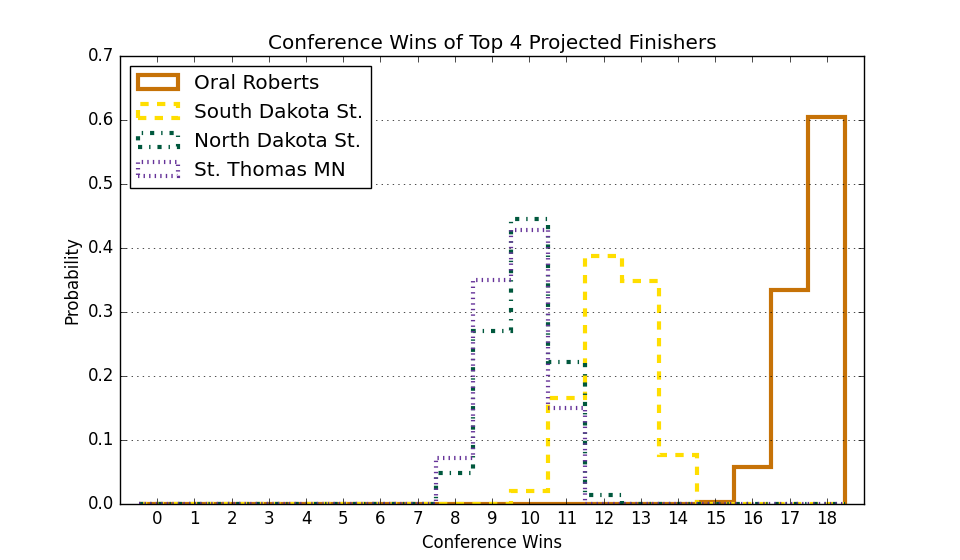 Conference Wins of Top 4 Projected Finishers
0.7
0.6
0.5
0.4
0.3
0.2
0.1
0.0
Probability
Oral Roberts
South Dakota St.
North Dakota St.
St. Thomas MN
0 1 2 3 4 5 6 7 8 9 10 11 12 13 14 15 16 17 18
Conference Wins